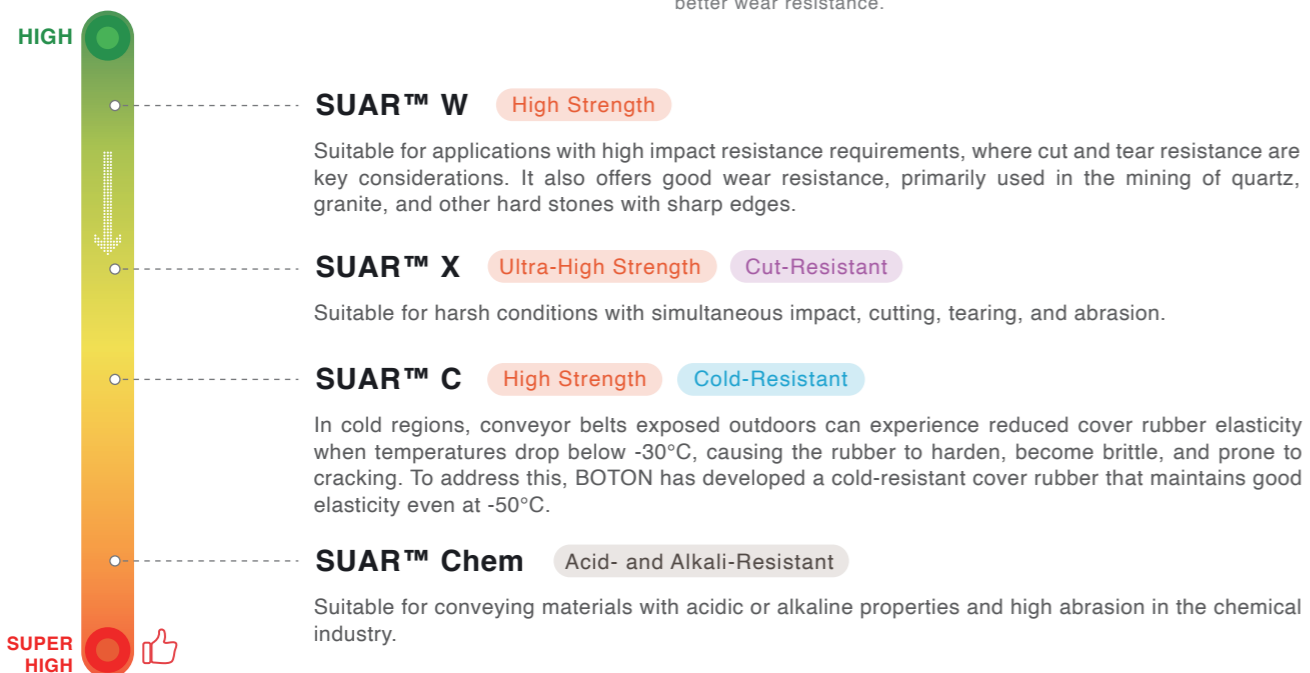 better wear resistance.
HIGH
SUAR™ W High Strength
Suitable for applications with high impact resistance requirements, where cut and tear resistance are
key considerations. It also offers good wear resistance, primarily used in the mining of quartz,
granite, and other hard stones with sharp edges.
SUAR™ X Ultra-High Strength Cut-Resistant
Suitable for harsh conditions with simultaneous impact, cutting, tearing, and abrasion.
SUAR™ C High Strength Cold-Resistant
In cold regions, conveyor belts exposed outdoors can experience reduced cover rubber elasticity
when temperatures drop below -30°C, causing the rubber to harden, become brittle, and prone to
cracking. To address this, BOTON has developed a cold-resistant cover rubber that maintains good
elasticity even at -50°C.
SUAR™ Chem Acid- and Alkali-Resistant
Suitable for conveying materials with acidic or alkaline properties and high abrasion in the chemical
industry.
SUPER
HIGH